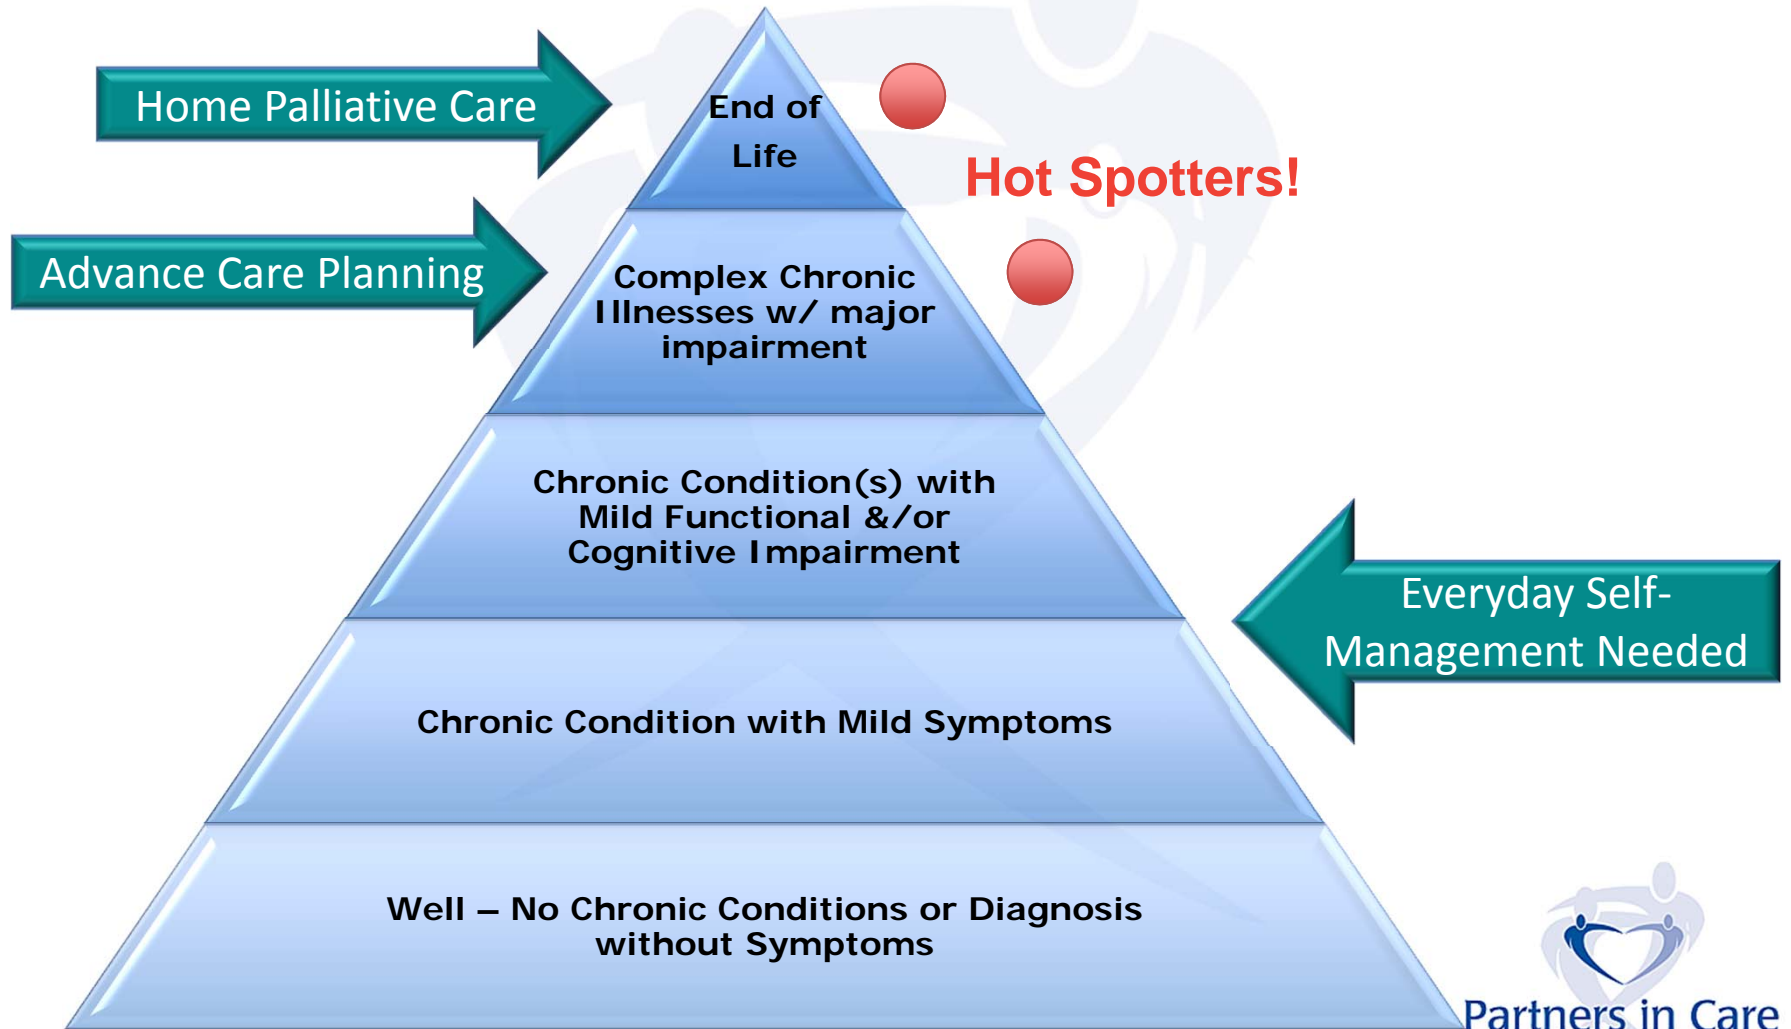 Home Palliative Care
End of
Life
Hot Spotters!
Advance Care Planning
Complex Chronic
Illnesses w/ major
impairment
Chronic Condition(s) with
Mild Functional &/or
Cognitive Impairment
Everyday Self-
Management Needed
Chronic Condition with Mild Symptoms
Well – No Chronic Conditions or Diagnosis
without Symptoms
Partners in Care